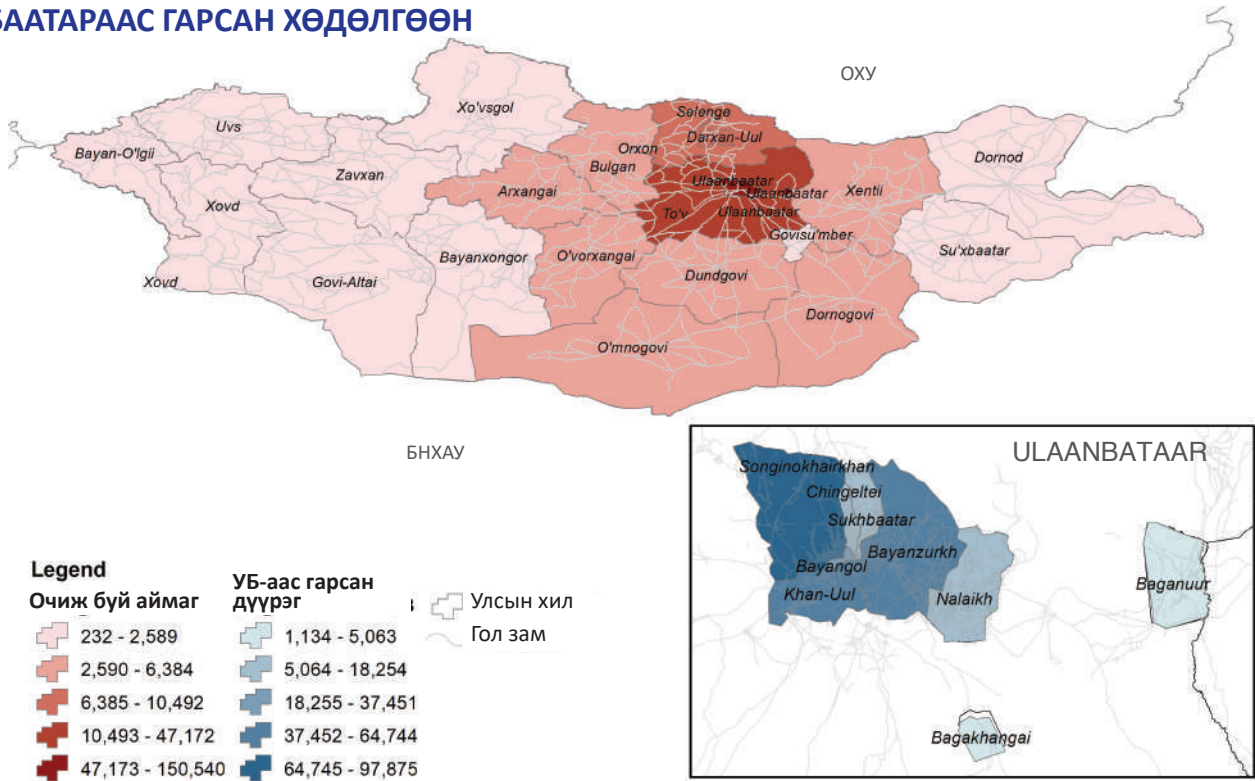 БААТАРААС ГАРСАН ХӨДӨЛГӨӨН
ОХУ
Xo'vsgol
Selenge
Uvs
Darxan-Uul
Orxon
Bayan-O'lgii
Bulgan
Dornod
Zavxan
Ulaanbaatar
Arxangai
Ulaanbaatar
Xentii
Xovd
To'v
Ulaanbaatar
Govisu'mber
O'vorxangai
Bayanxongor
Su'xbaatar
Xovd
Govi-Altai
Dundgovi
Dornogovi
O'mnogovi
БНХАУ
ULAANBATAAR
Songinokhairkhan
Chingeltei
Sukhbaatar
Bayanzurkh
Bayangol
Khan-Uul
Nalaikh
Baganuur
Bagakhangai
Legend
Очиж буй аймаг
232 - 2,589
2,590 - 6,384
6,385 - 10,492
10,493 - 47,172
47,173 - 150,540
УБ-аас гарсан
дүүрэг
1,134 - 5,063
5,064 - 18,254
18,255 - 37,451
37,452 - 64,744
64,745 - 97,875
Улсын хил
Гол зам